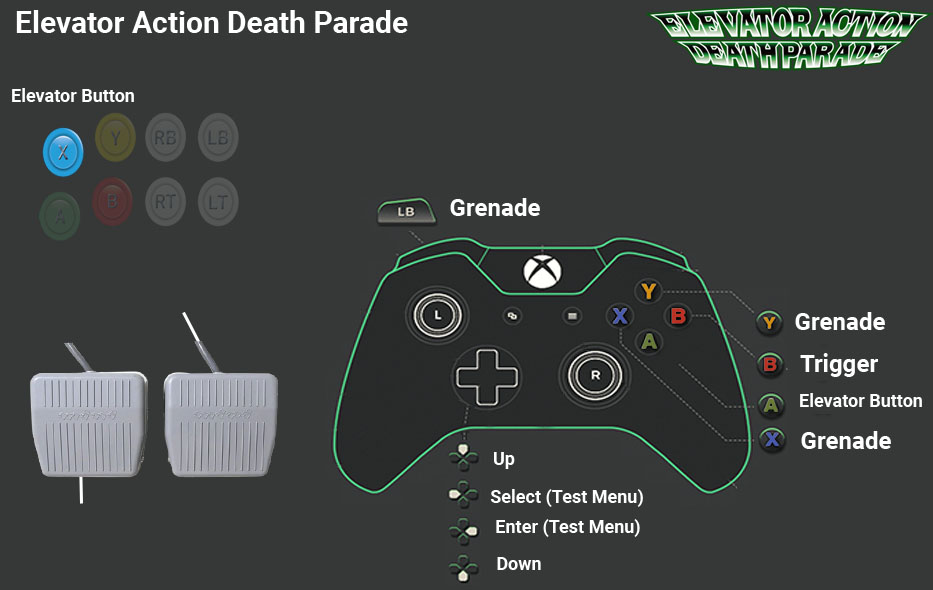 Elevator Action Death Parade
ELEVATOR ACTION
DEATH PARADE
Elevator Button
X Y RB LB
A B RT LT
LB Grenade
Y
L X B
A
R
Y Grenade
B Trigger
A Elevator Button
X Grenade
Up
Select (Test Menu)
Enter (Test Menu)
Down